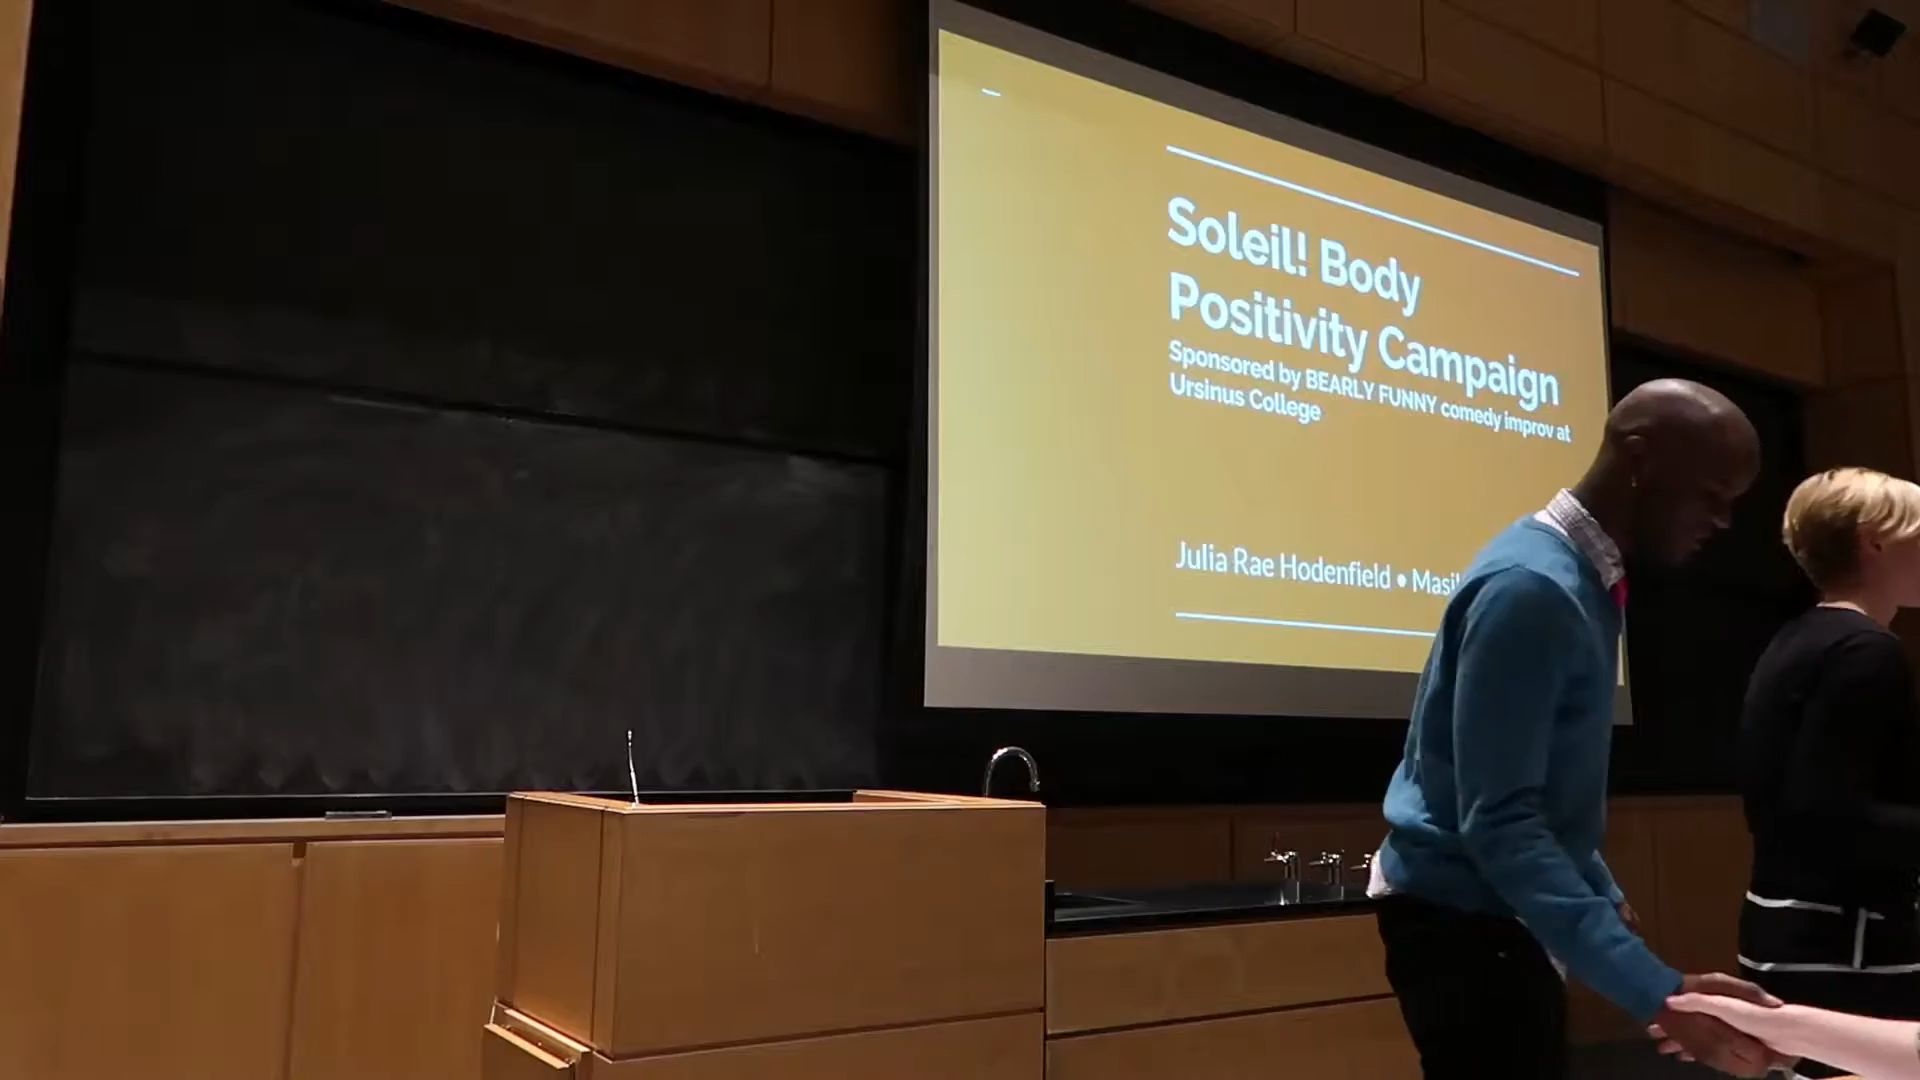 Soleil! Body
Positivity Campaign
Sponsored by BEARLY FUNNY comedy improv at
Ursinus College
Julia Rae Hodenfield •